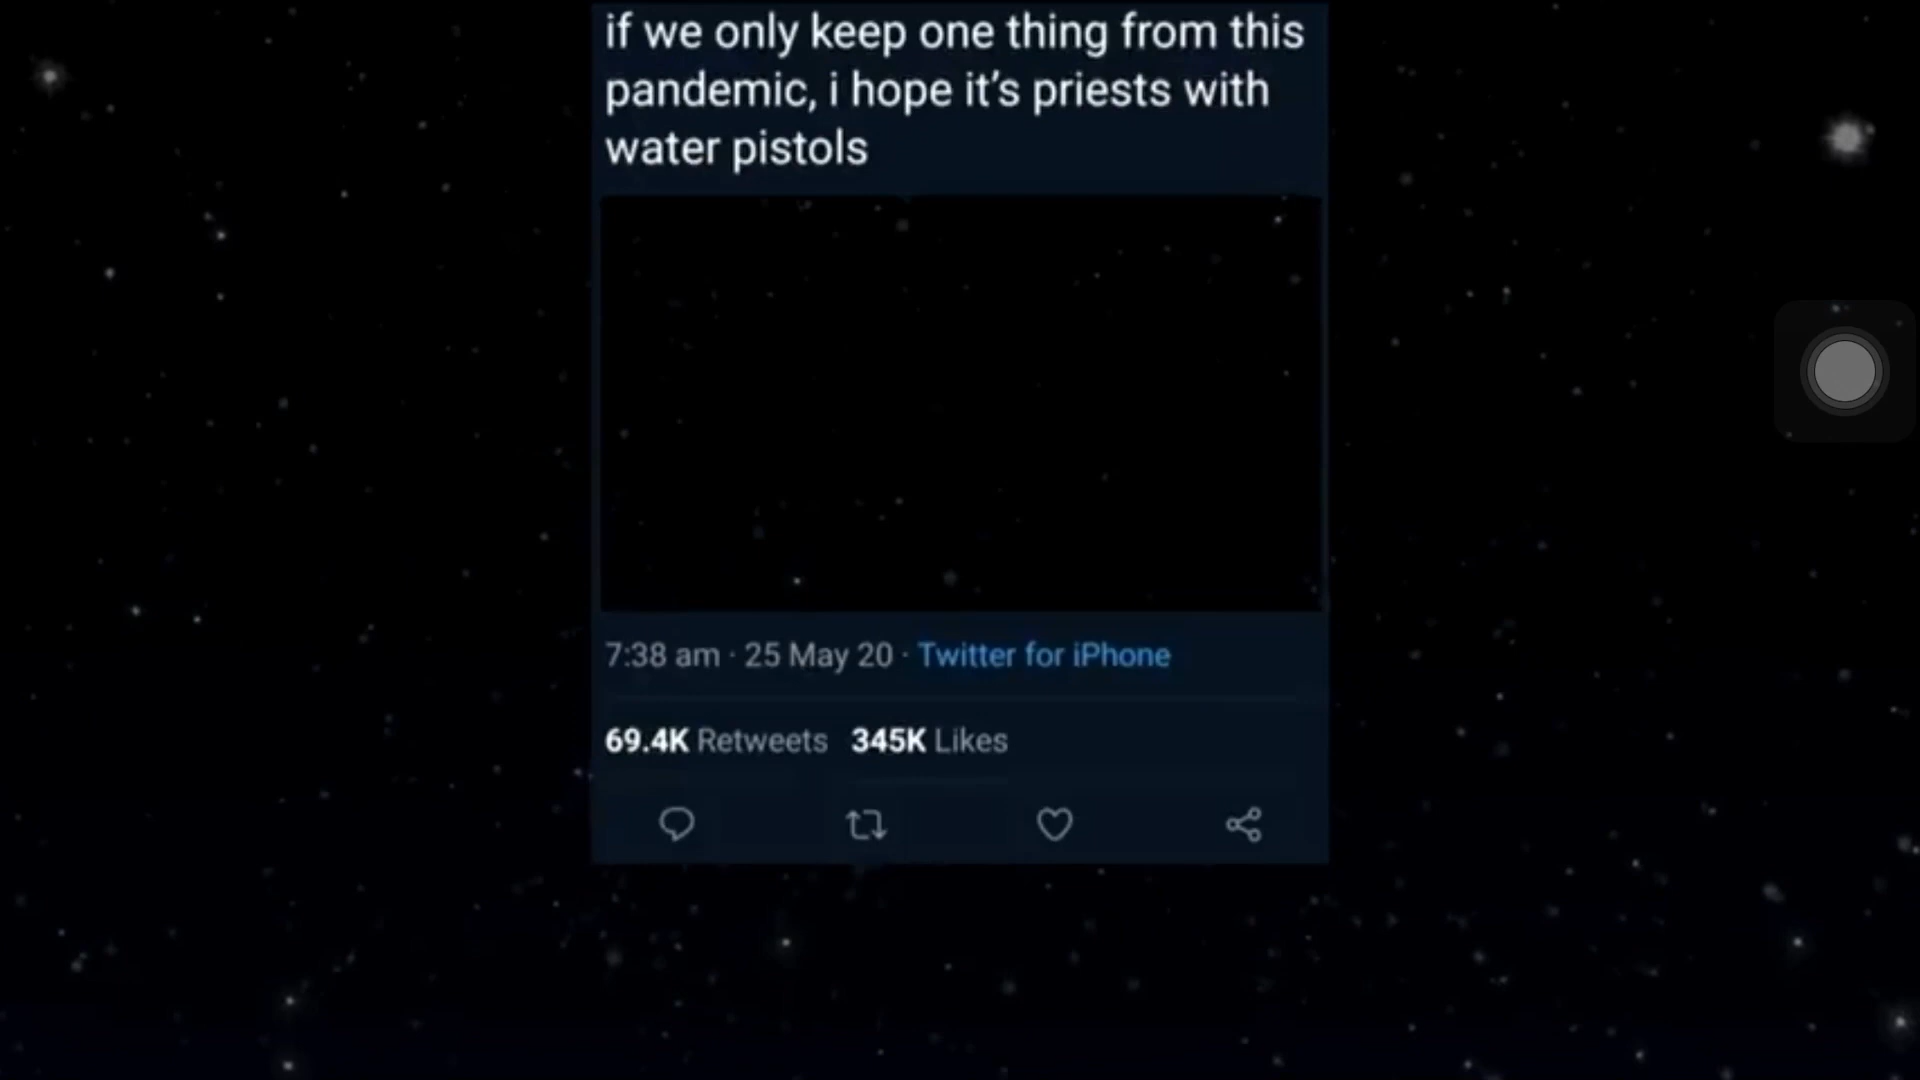 if we only keep one thing from this
pandemic, i hope it’s priests with
water pistols
7:38 am · 25 May 20 · Twitter for iPhone
69.4K Retweets 345K Likes